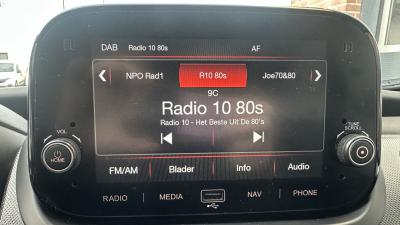 DAB Radio 10 80s AF
NPO Rad1 R10 80s Joe70&80
9C
Radio 10 80s
Radio 10 - Het Beste Uit De 80's
VOL
HOME
TUNE
SCROLL
FM/AM Blader Info Audio
RADIO MEDIA NAV PHONE